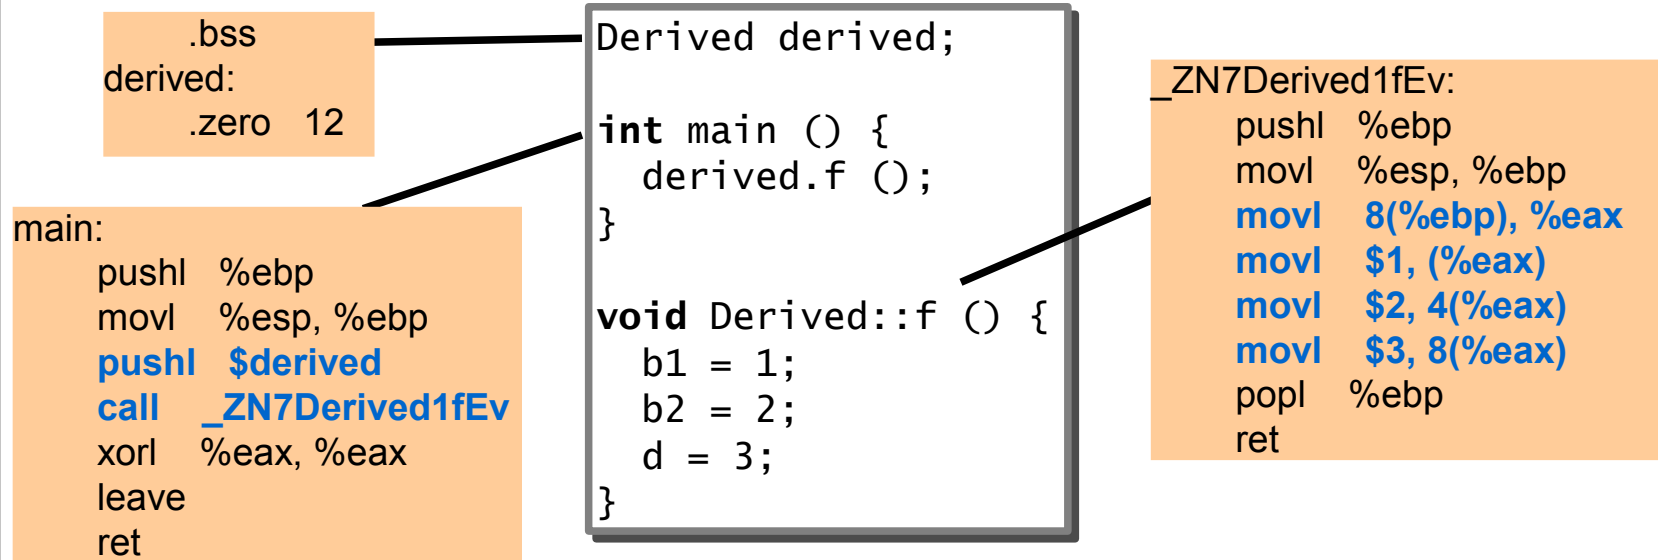 .bss
derived:
.zero 12
main:
pushl %ebp
movl %esp, %ebp
pushl $derived
call _ZN7Derived1fEv
xorl %eax, %eax
leave
ret
Derived derived;
int main () {
derived.f ();
}
void Derived::f () {
b1 = 1;
b2 = 2;
d = 3;
}
_ZN7Derived1fEv:
pushl %ebp
movl %esp, %ebp
movl 8(%ebp), %eax
movl $1, (%eax)
movl $2, 4(%eax)
movl $3, 8(%eax)
popl %ebp
ret